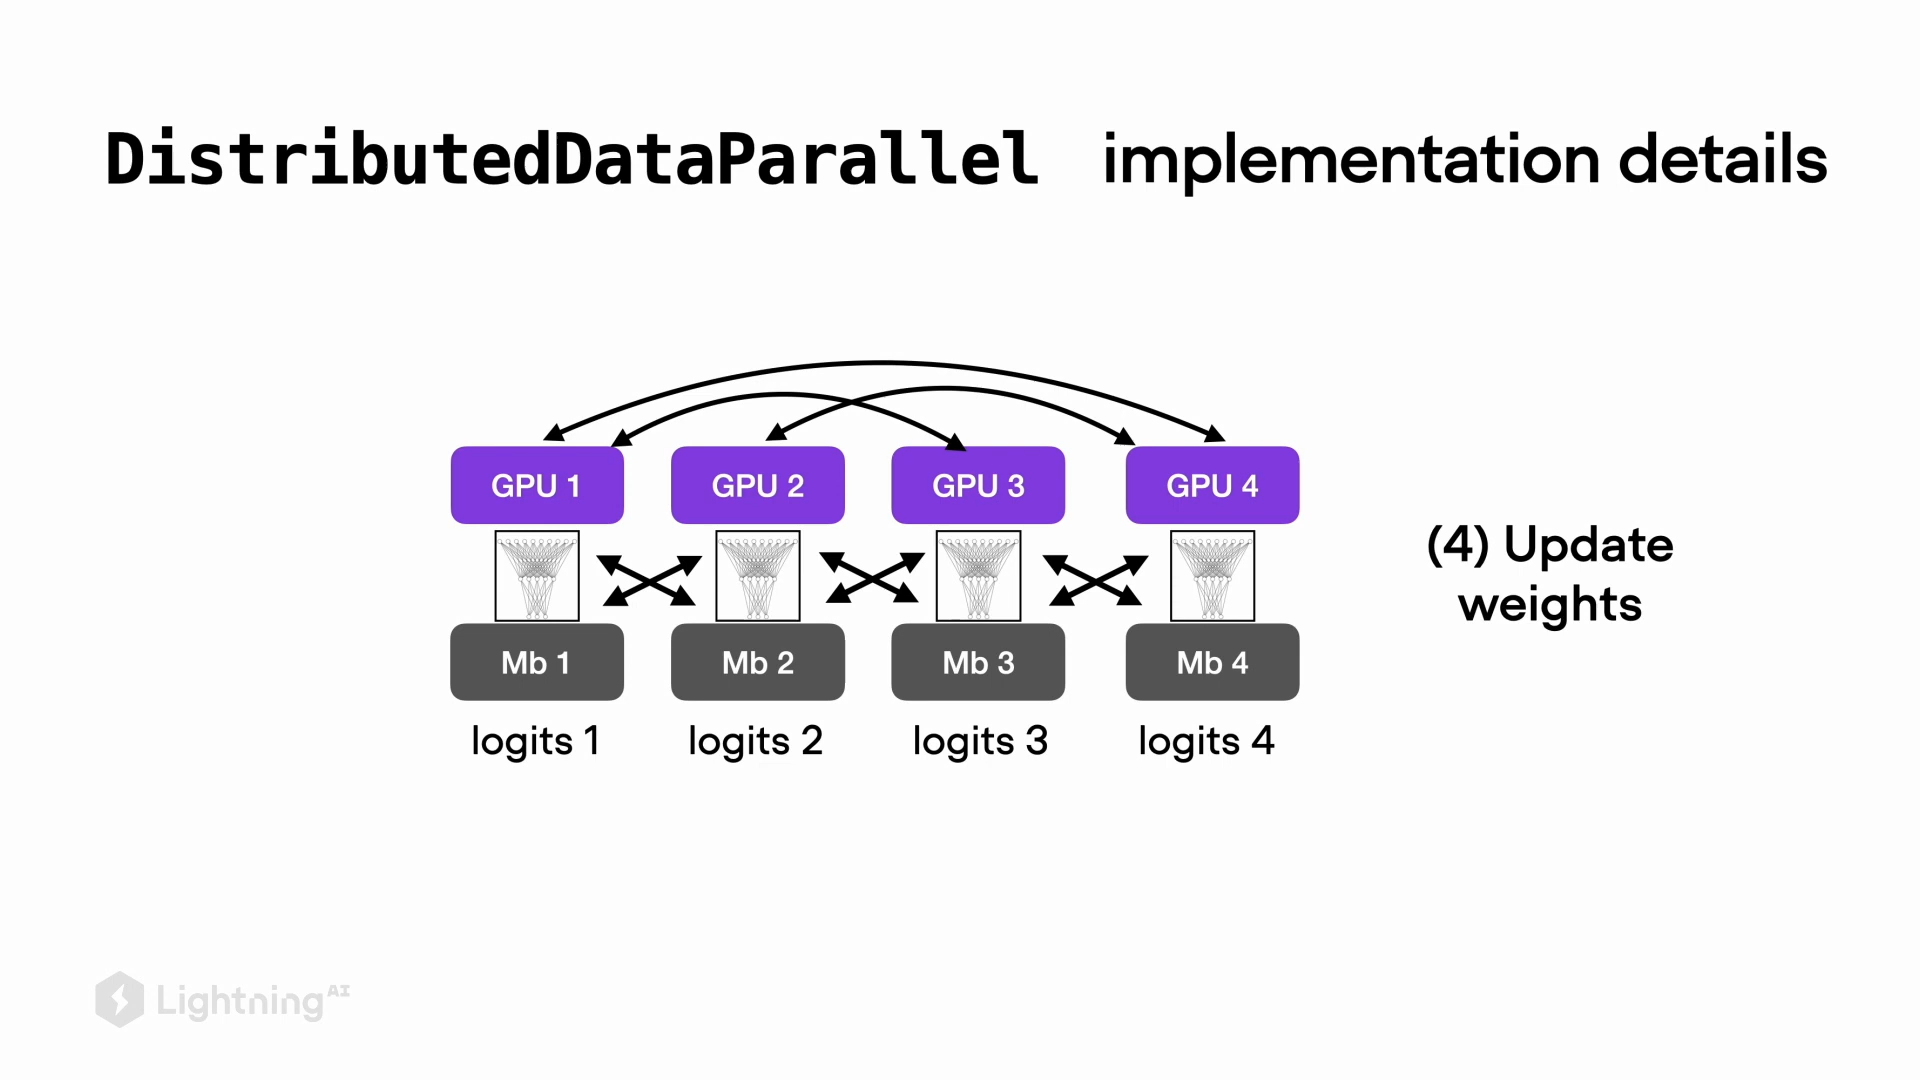 DistributedDataParallel implementation details
GPU 1 GPU 2 GPU 3 GPU 4
(4) Update
weights
Mb 1 Mb 2 Mb 3 Mb 4
logits 1 logits 2 logits 3 logits 4
Lightning AI